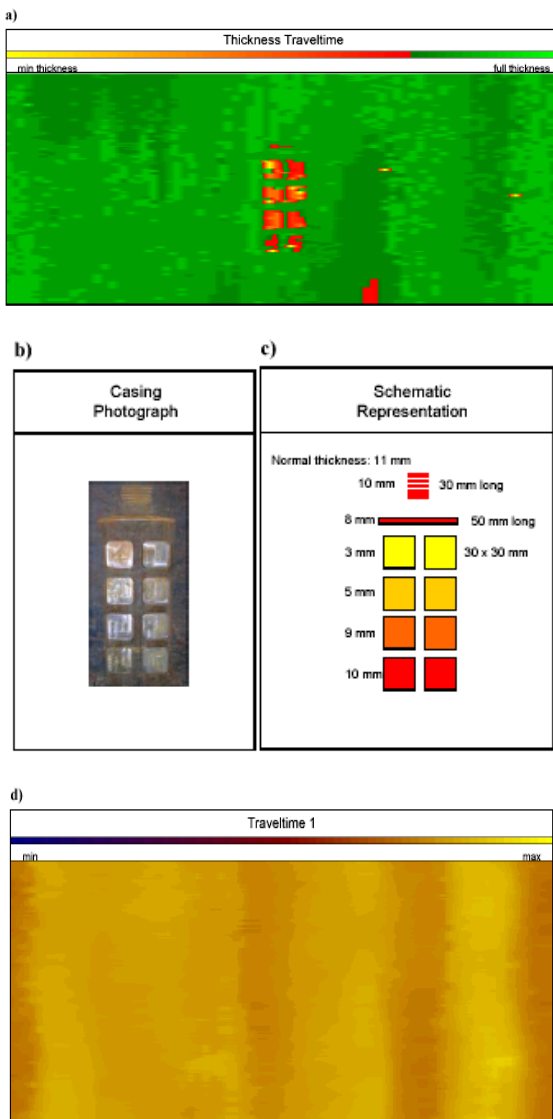 a)
Thickness Traveltime
min thickness full thickness
b)
c)
Casing
Photograph
Schematic
Representation
Normal thickness: 11 mm
10 mm 30 mm long
8 mm 50 mm long
3 mm 30 x 30 mm
5 mm
9 mm
10 mm
d)
Traveltime 1
min max